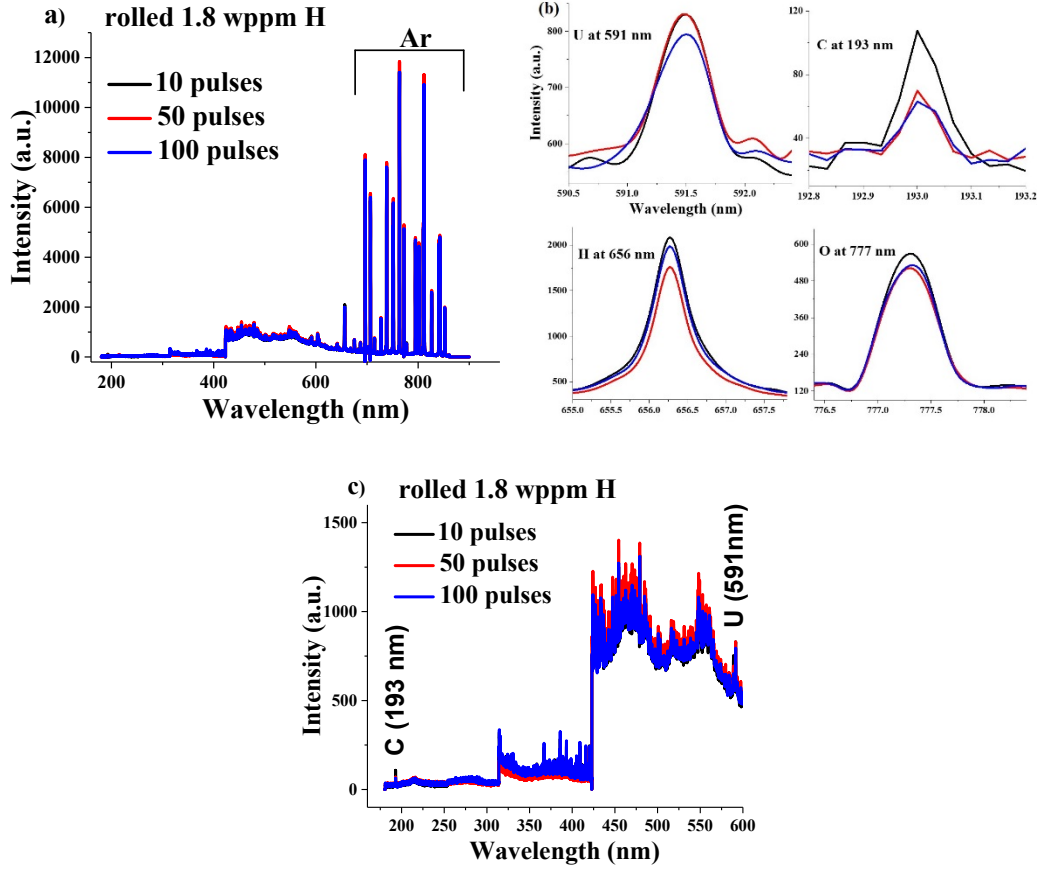 a)
rolled 1.8 wppm H
Ar
10 pulses
50 pulses
100 pulses
12000
10000
8000
6000
4000
2000
0
Intensity (a.u.)
200
400
600
800
Wavelength (nm)
(b)
U at 591 nm
800
700
600
Intensity (a.u.)
590.5
591.0
591.5
592.0
Wavelength (nm)
C at 193 nm
120
80
40
192.8
192.9
193.0
193.1
193.2
H at 656 nm
2000
1500
1000
500
655.0
655.5
656.0
656.5
657.0
657.5
O at 777 nm
600
480
360
240
120
776.5
777.0
777.5
778.0
c)
rolled 1.8 wppm H
10 pulses
50 pulses
100 pulses
1500
1000
500
0
Intensity (a.u.)
C (193 nm)
U (591nm)
200
250
300
350
400
450
500
550
600
Wavelength (nm)